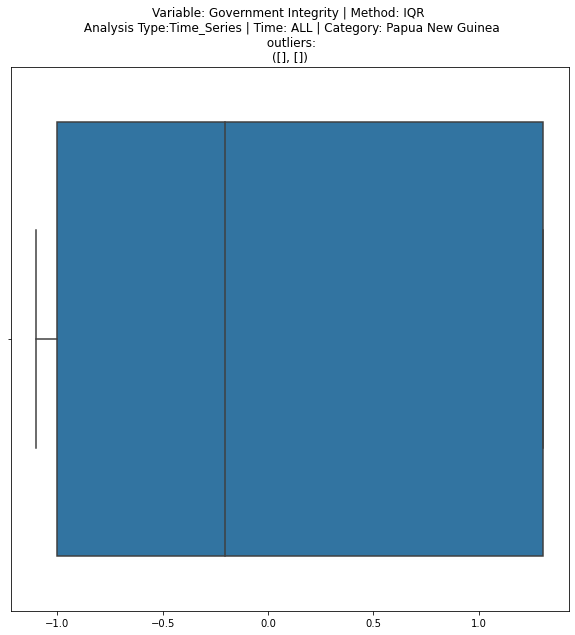 Variable: Government Integrity | Method: IQR
Analysis Type:Time_Series | Time: ALL | Category: Papua New Guinea
outliers:
([], [])
−1.0 −0.5 0.0 0.5 1.0